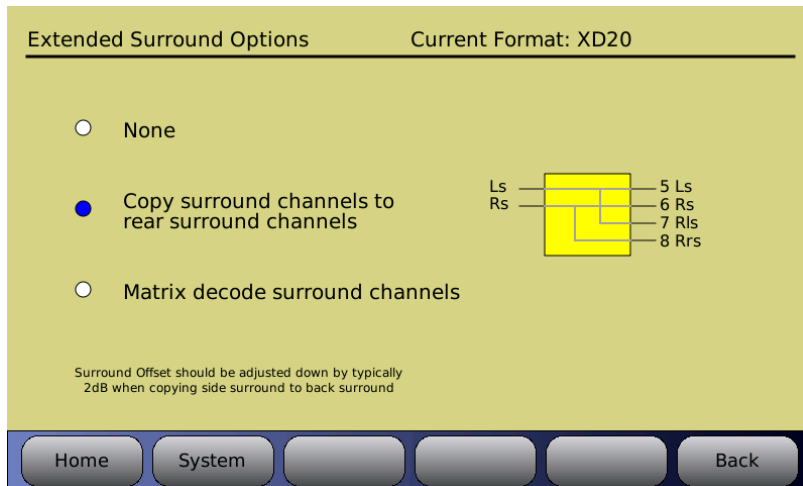 Extended Surround Options
Current Format: XD20
None
Copy surround channels to
rear surround channels
Matrix decode surround channels
Ls
Rs
5 Ls
6 Rs
7 Rls
8 Rrs
Surround Offset should be adjusted down by typically
2dB when copying side surround to back surround
Home
System
Back